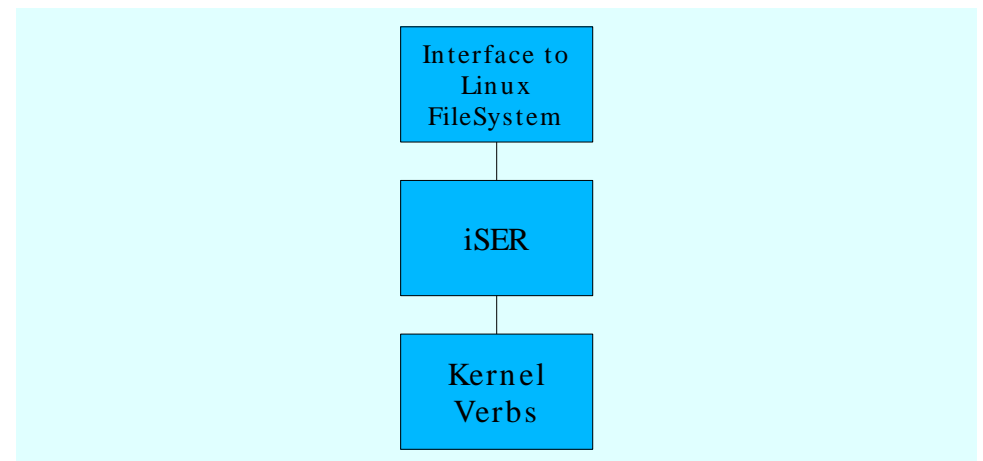 Interface to
Linux
FileSystem
iSER
Kernel
Verbs